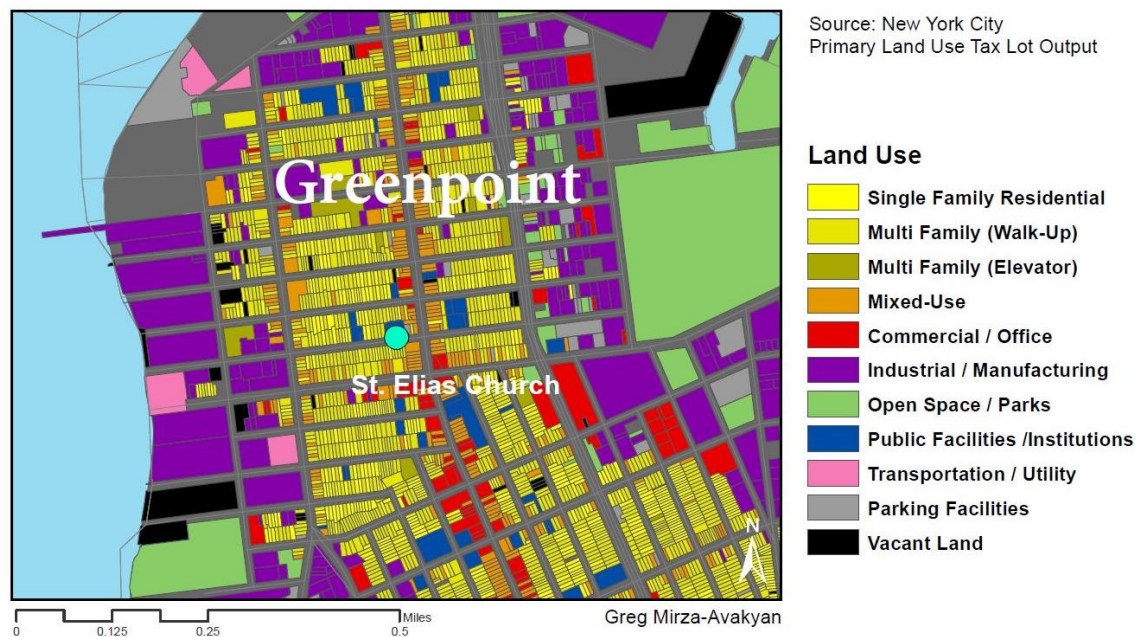 Source: New York City
Primary Land Use Tax Lot Output
Greenpoint
St. Elias Church
N
Land Use
Single Family Residential
Multi Family (Walk-Up)
Multi Family (Elevator)
Mixed-Use
Commercial / Office
Industrial / Manufacturing
Open Space / Parks
Public Facilities /Institutions
Transportation / Utility
Parking Facilities
Vacant Land
Miles
0 0.125 0.25 0.5
Greg Mirza-Avakyan